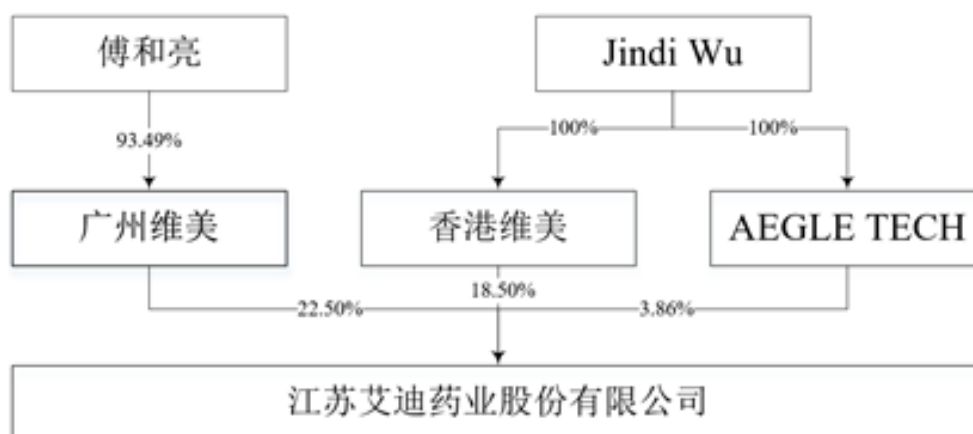 傅和亮
Jindi Wu
93.49%
100%
100%
广州维美
香港维美
AEGLE TECH
22.50%
18.50%
3.86%
江苏艾迪药业股份有限公司